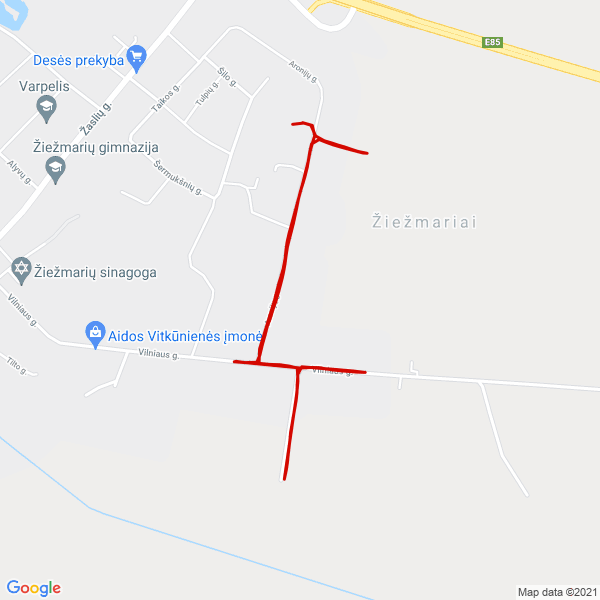 E85
Desės prekyba
Aronijų g.
Šilo g.
Varpelis
Tulpių g.
Taikos g.
Žaslių g.
Žiežmarių gimnazija
Alyvų g.
Šermukšnių g.
Žiežmariai
Žiežmarių sinagoga
Vilniaus g.
Aidos Vitkūnienės įmonė
Vilniaus g.
Tilto g.
Vilniaus g.
Google
Map data ©2021